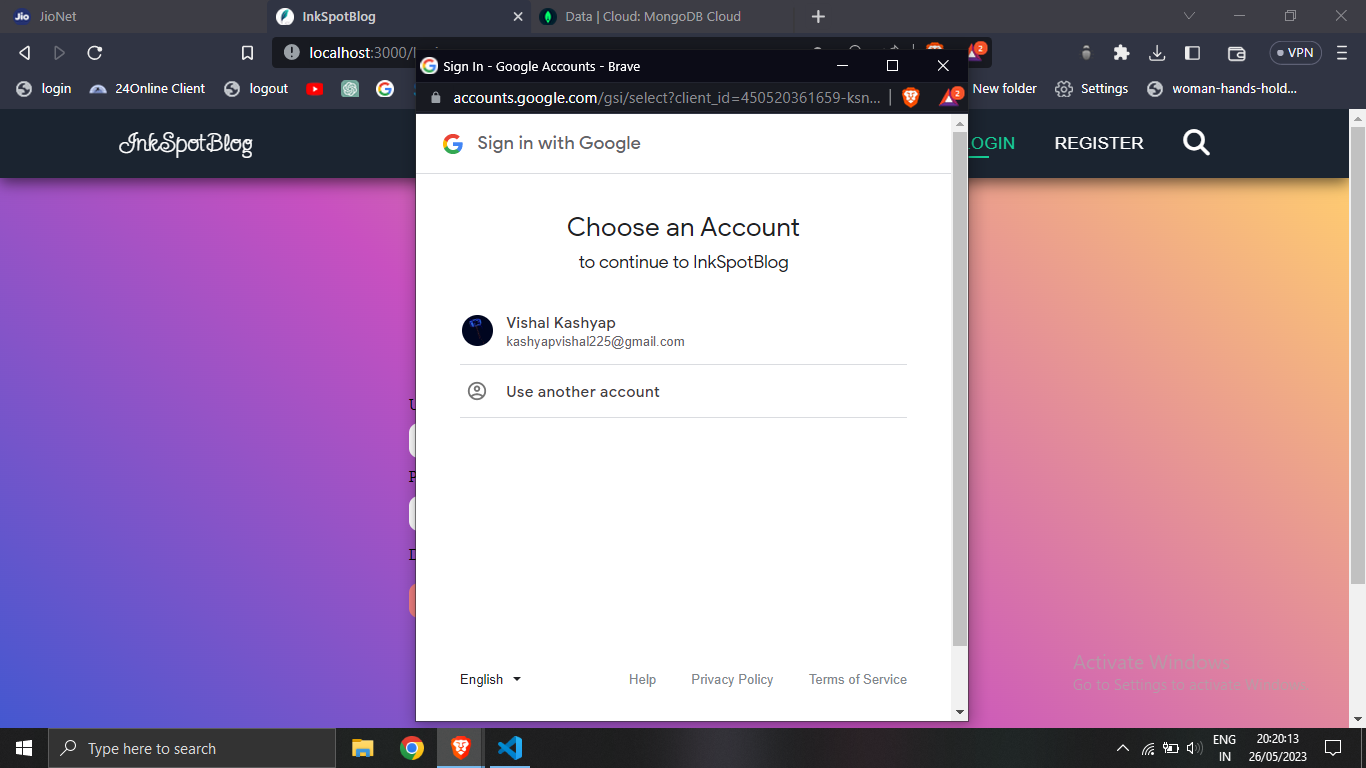 JioNet
InkSpotBlog
Data | Cloud: MongoDB Cloud
localhost:3000/
2
VPN
login
24Online Client
logout
New folder
Settings
woman-hands-hold...
Sign In - Google Accounts - Brave
accounts.google.com/gsi/select?client_id=450520361659-ksn...
2
InkSpotBlog
LOGIN
REGISTER
Sign in with Google
Choose an Account
to continue to InkSpotBlog
Vishal Kashyap
kashyapvishal225@gmail.com
Use another account
English
Help
Privacy Policy
Terms of Service
Activate Windows
Go to Settings to activate Windows.
Type here to search
ENG
IN
20:20:13
26/05/2023